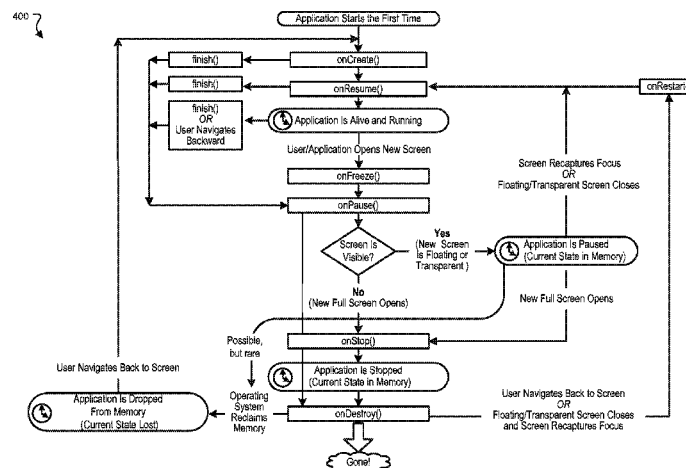 400
Application Starts the First Time
finish()
onCreate()
finish()
onResume()
onRestart
finish()
OR
User Navigates
Backward
Application Is Alive and Running
User/Application Opens New Screen
onFreeze()
onPause()
Screen Recaptures Focus
OR
Floating/Transparent Screen Closes
Screen Is
Visible?
Yes
(New Screen
Is Floating or
Transparent)
Application Is Paused
(Current State in Memory)
No
(New Full Screen Opens)
New Full Screen Opens
Possible,
but rare
onStop()
User Navigates Back to Screen
Application Is Stopped
(Current State in Memory)
Application Is Dropped
From Memory
(Current State Lost)
Operating
System
Reclaims
Memory
onDestroy()
User Navigates Back to Screen
OR
Floating/Transparent Screen Closes
and Screen Recaptures Focus
Gone!